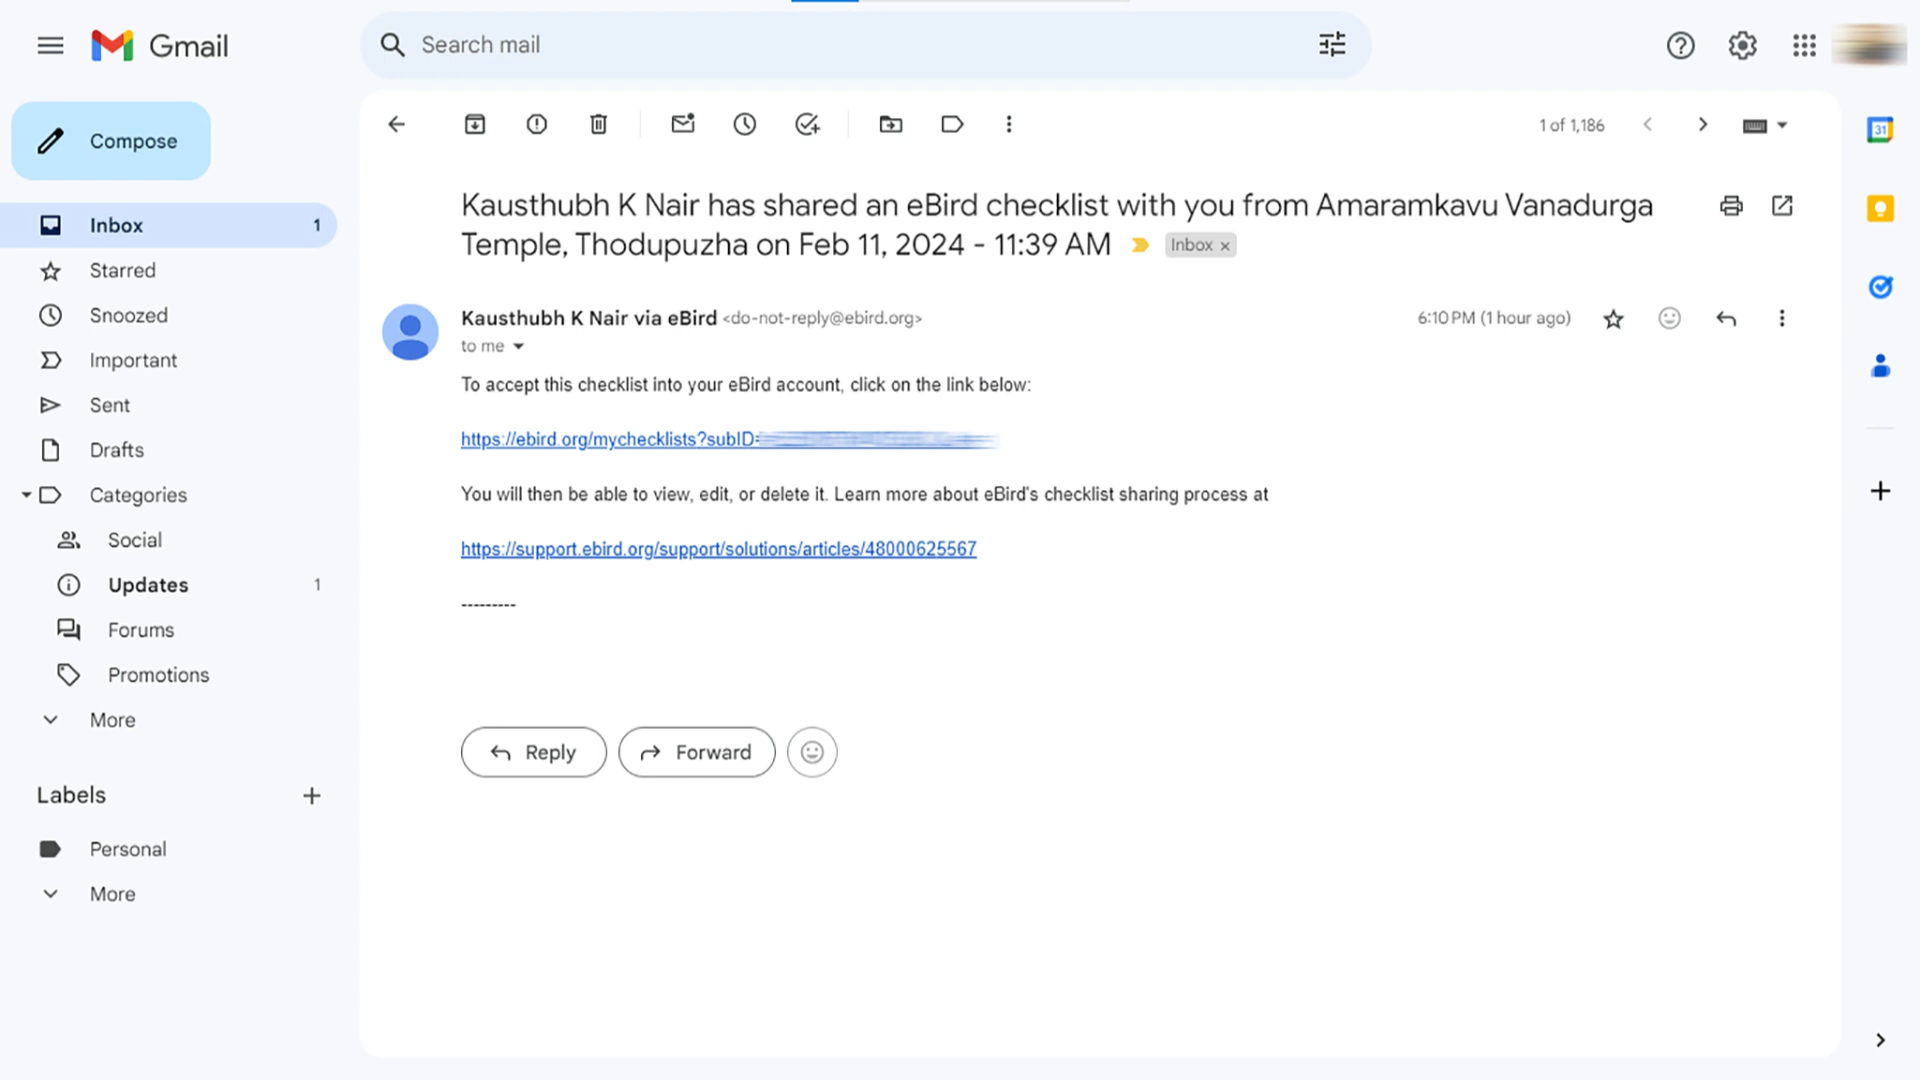 Gmail
Search mail
Compose
1 of 1,186
31
Inbox 1
Starred
Snoozed
Important
Sent
Drafts
Categories
Social
Updates 1
Forums
Promotions
More
Labels
Personal
More
Kausthubh K Nair has shared an eBird checklist with you from Amaramkavu Vanadurga
Temple, Thodupuzha on Feb 11, 2024 - 11:39 AM Inbox x
Kausthubh K Nair via eBird <do-not-reply@ebird.org> 6:10 PM (1 hour ago)
to me
To accept this checklist into your eBird account, click on the link below:
https://ebird.org/mychecklists?subID=
You will then be able to view, edit, or delete it. Learn more about eBird's checklist sharing process at
https://support.ebird.org/support/solutions/articles/48000625567
---------
Reply
Forward